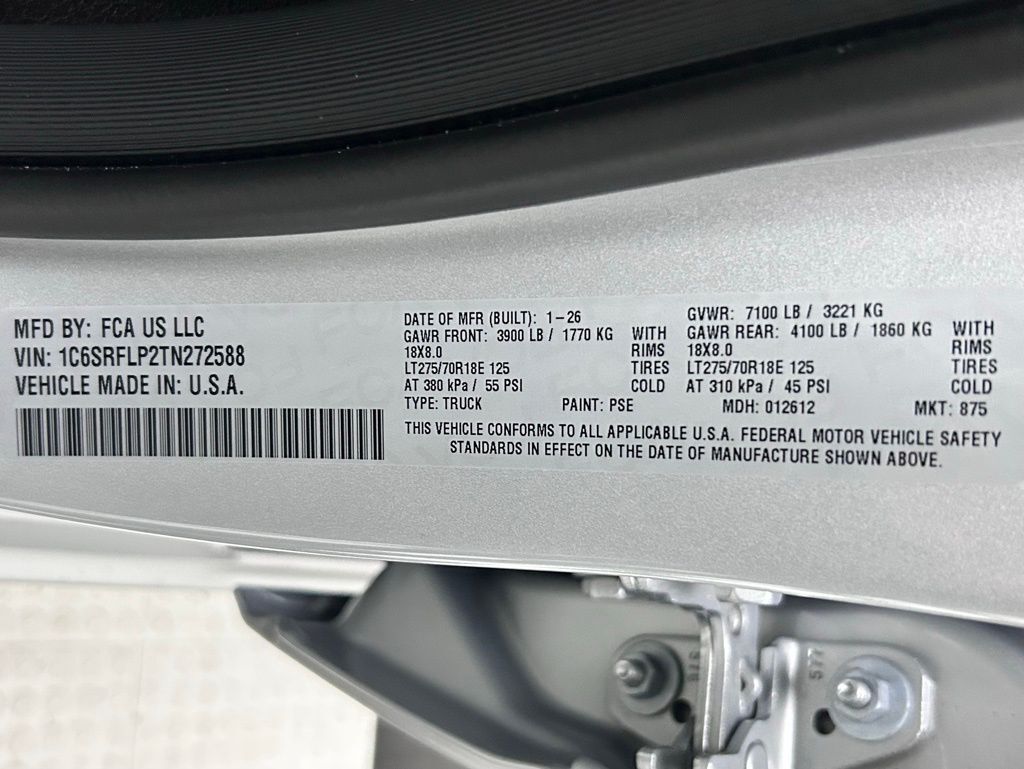 MFD BY: FCA US LLC
VIN: 1C6SRFLP2TN272588
VEHICLE MADE IN: U.S.A.
DATE OF MFR (BUILT): 1-26 GVWR: 7100 LB / 3221 KG
GAWR FRONT: 3900 LB / 1770 KG WITH GAWR REAR: 4100 LB / 1860 KG WITH
18X8.0 RIMS 18X8.0 RIMS
LT275/70R18E 125 TIRES LT275/70R18E 125 TIRES
AT 380 kPa / 55 PSI COLD AT 310 kPa / 45 PSI COLD
TYPE: TRUCK PAINT: PSE MDH: 012612 MKT: 875
THIS VEHICLE CONFORMS TO ALL APPLICABLE U.S.A. FEDERAL MOTOR VEHICLE SAFETY
STANDARDS IN EFFECT ON THE DATE OF MANUFACTURE SHOWN ABOVE.
577